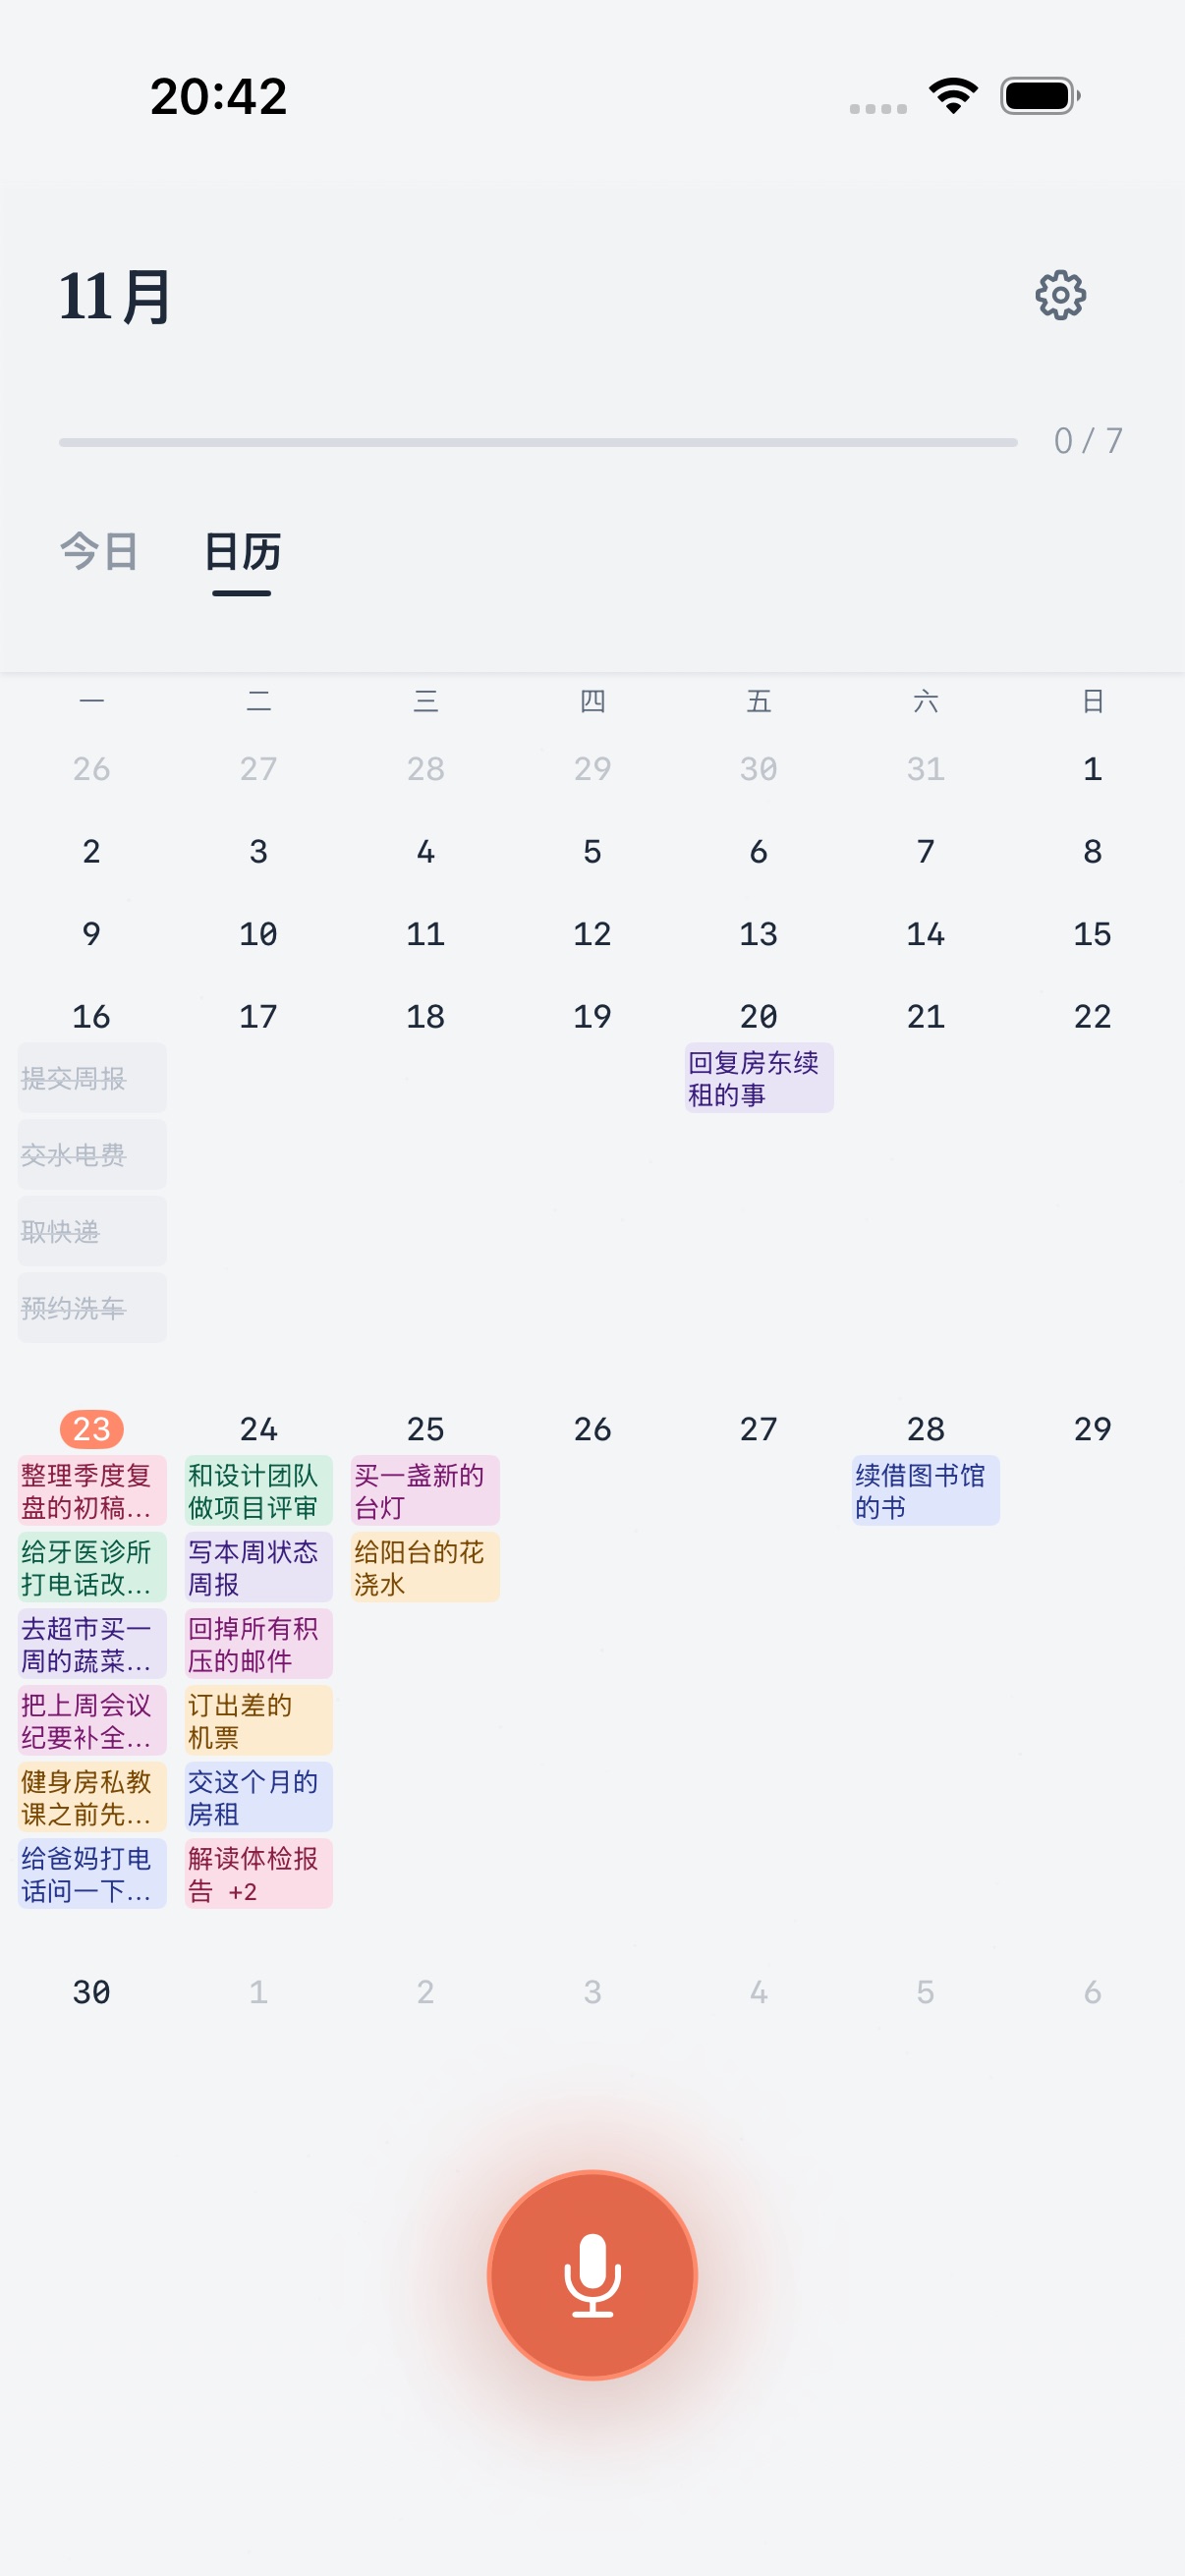 20:42
11月
0 / 7
今日 日历
一 二 三 四 五 六 日
26 27 28 29 30 31 1
2 3 4 5 6 7 8
9 10 11 12 13 14 15
16 17 18 19 20 21 22
提交周报
交水电费
取快递
预约洗车
回复房东续
租的事
23 24 25 26 27 28 29
整理季度复
盘的初稿...
给牙医诊所
打电话改...
去超市买一
周的蔬菜...
把上周会议
纪要补全...
健身房私教
课之前先...
给爸妈打电
话问一下...
和设计团队
做项目评审
写本周状态
周报
回掉所有积
压的邮件
订出差的
机票
交这个月的
房租
解读体检报
告 +2
买一盏新的
台灯
给阳台的花
浇水
续借图书馆
的书
30 1 2 3 4 5 6